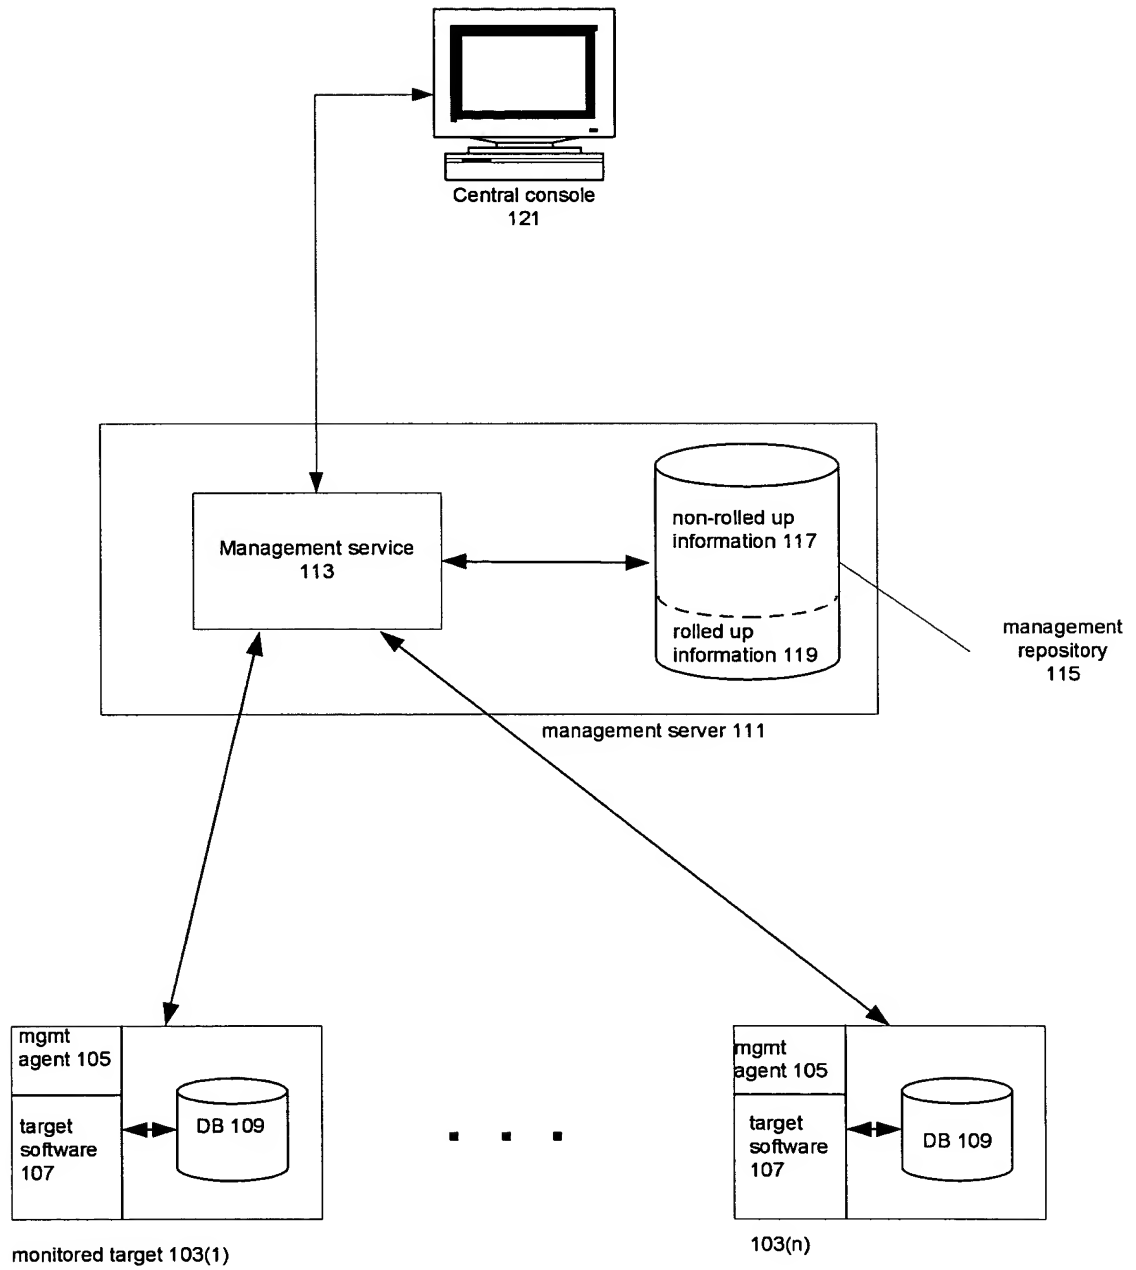 Central console
121
Management service
113
non-rolled up
information 117
rolled up
information 119
management
repository
115
management server 111
mgmt
agent 105
target
software
107
DB 109
mgmt
agent 105
target
software
107
DB 109
monitored target 103(1)
103(n)